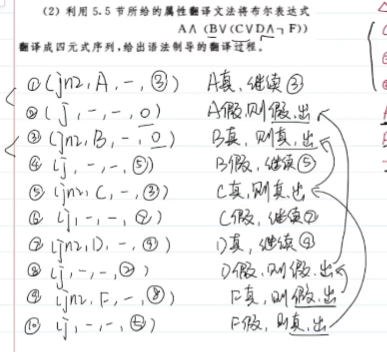 (2) 利用 5.5 节所给的属性翻译文法将布尔表达式
A∧ (B∨(C∨D∧¬F))
翻译成四元式序列,给出语法制导的翻译过程。
① (jnz, A, -, ③) A真, 继续③
② (j, -, -, 0) A假, 则假.出
③ (jnz, B, -, 0) B真, 则真.出
④ (j, -, -, ⑤) B假, 继续⑤
⑤ (jnz, C, -, ③) C真, 则真.出
⑥ (j, -, -, ⑦) C假, 继续⑦
⑦ (jnz, D, -, ⑨) D真, 继续⑨
⑧ (j, -, -, ②) D假, 则假.出
⑨ (jnz, F, -, ⑧) F真, 则假.出
⑩ (j, -, -, ⑤) F假, 则真.出